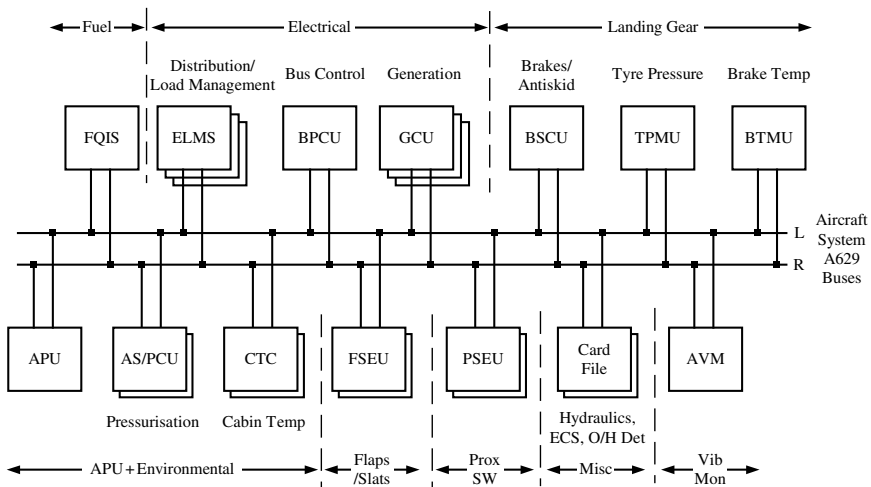 Fuel
Electrical
Landing Gear
Distribution/
Load Management
Bus Control
Generation
Brakes/
Antiskid
Tyre Pressure
Brake Temp
FQIS
ELMS
BPCU
GCU
BSCU
TPMU
BTMU
L
R
Aircraft
System
A629
Buses
APU
AS/PCU
CTC
FSEU
PSEU
Card
File
AVM
Pressurisation
Cabin Temp
Hydraulics,
ECS, O/H Det
APU + Environmental
Flaps
/Slats
Prox
SW
Misc
Vib
Mon